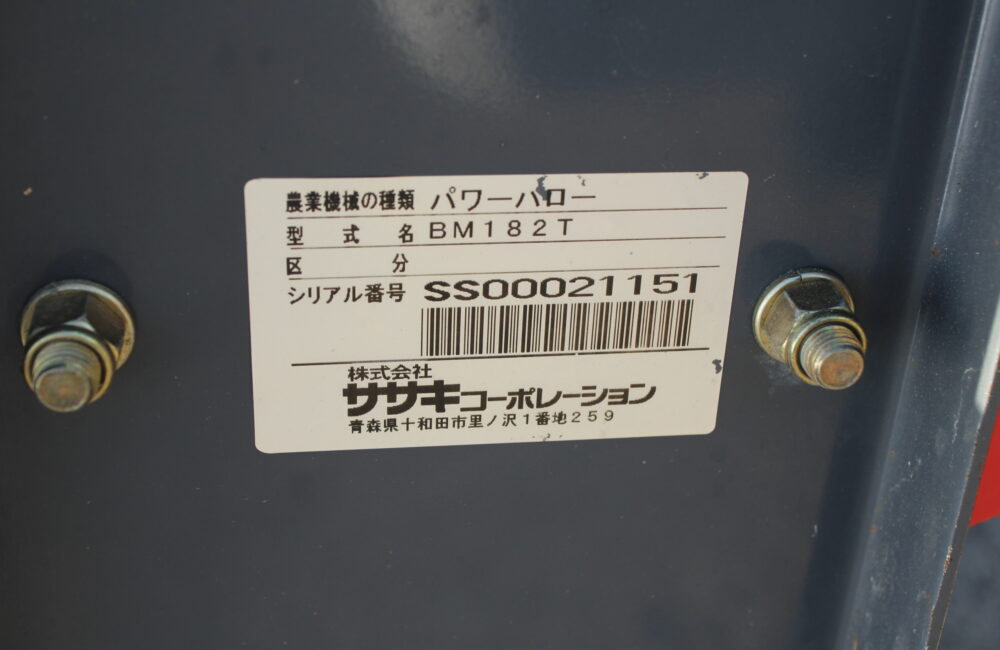 農業機械の種類 パワーハロー
型式名 BM182T
区分
シリアル番号 SS00021151
株式会社
ササキコーポレーション
青森県十和田市里ノ沢1番地259